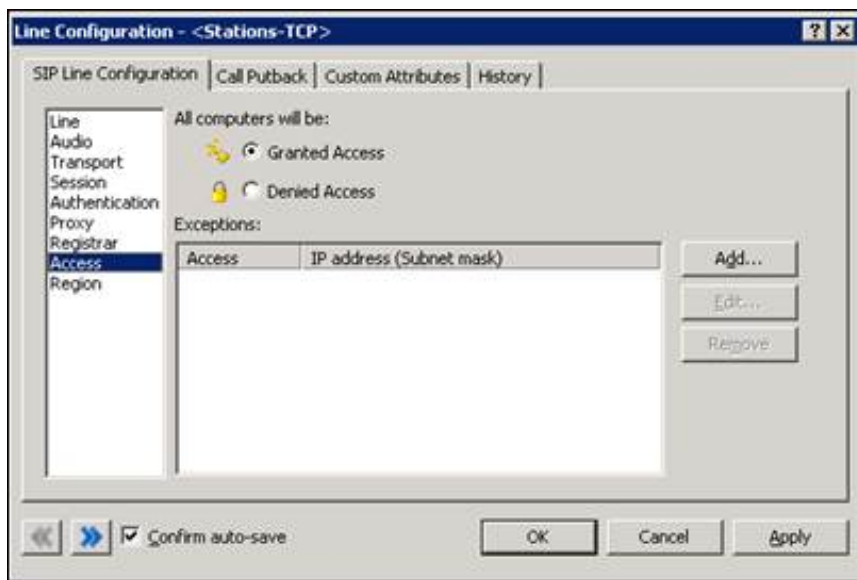 Line Configuration - <Stations-TCP>
SIP Line Configuration Call Putback Custom Attributes History
Line
Audio
Transport
Session
Authentication
Proxy
Registrar
Access
Region
All computers will be:
Granted Access
Denied Access
Exceptions:
Access IP address (Subnet mask)
Add...
Edit...
Remove
Confirm auto-save
OK Cancel Apply